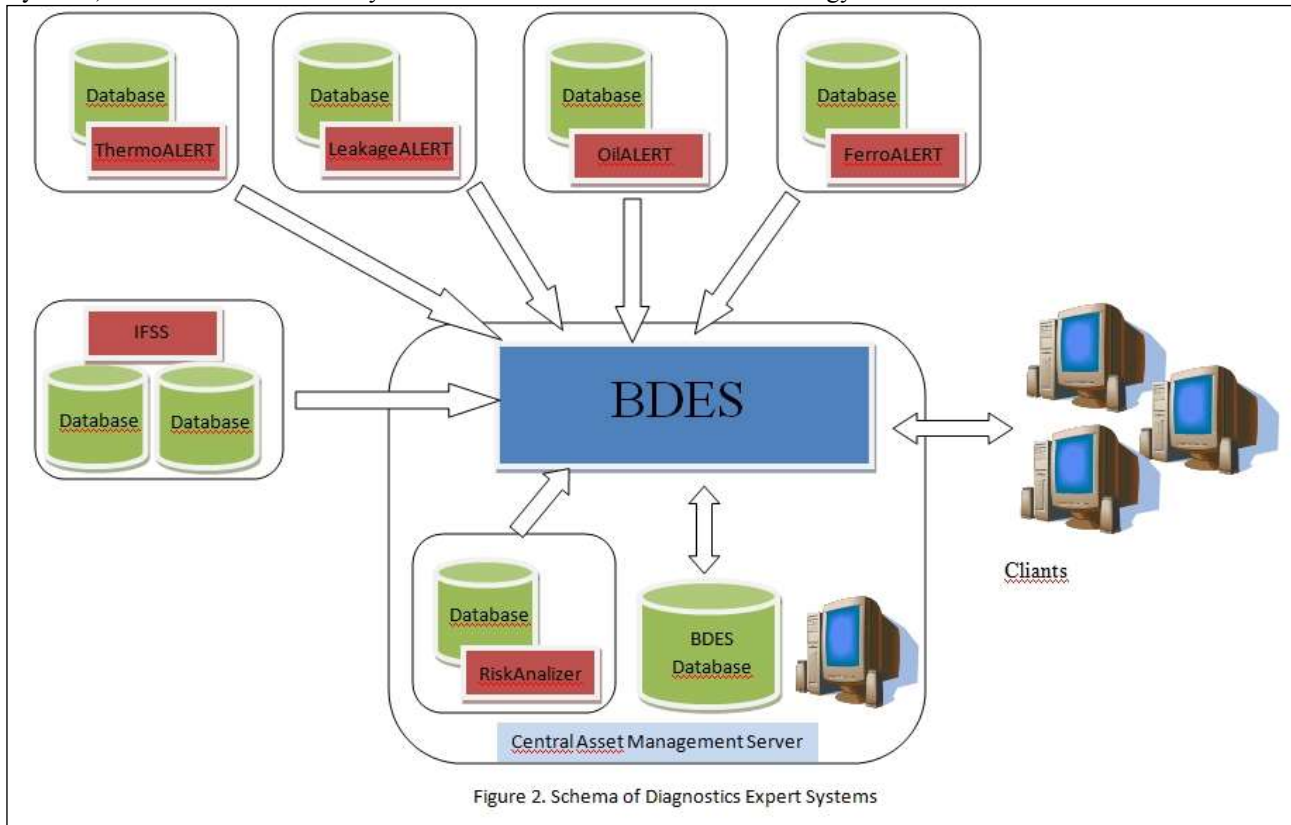 Database
ThermoALERT
Database
LeakageALERT
Database
OilALERT
Database
FerroALERT
IFSS
Database
Database
BDES
Cliants
Database
RiskAnalizer
BDES
Database
Central Asset Management Server
Figure 2. Schema of Diagnostics Expert Systems